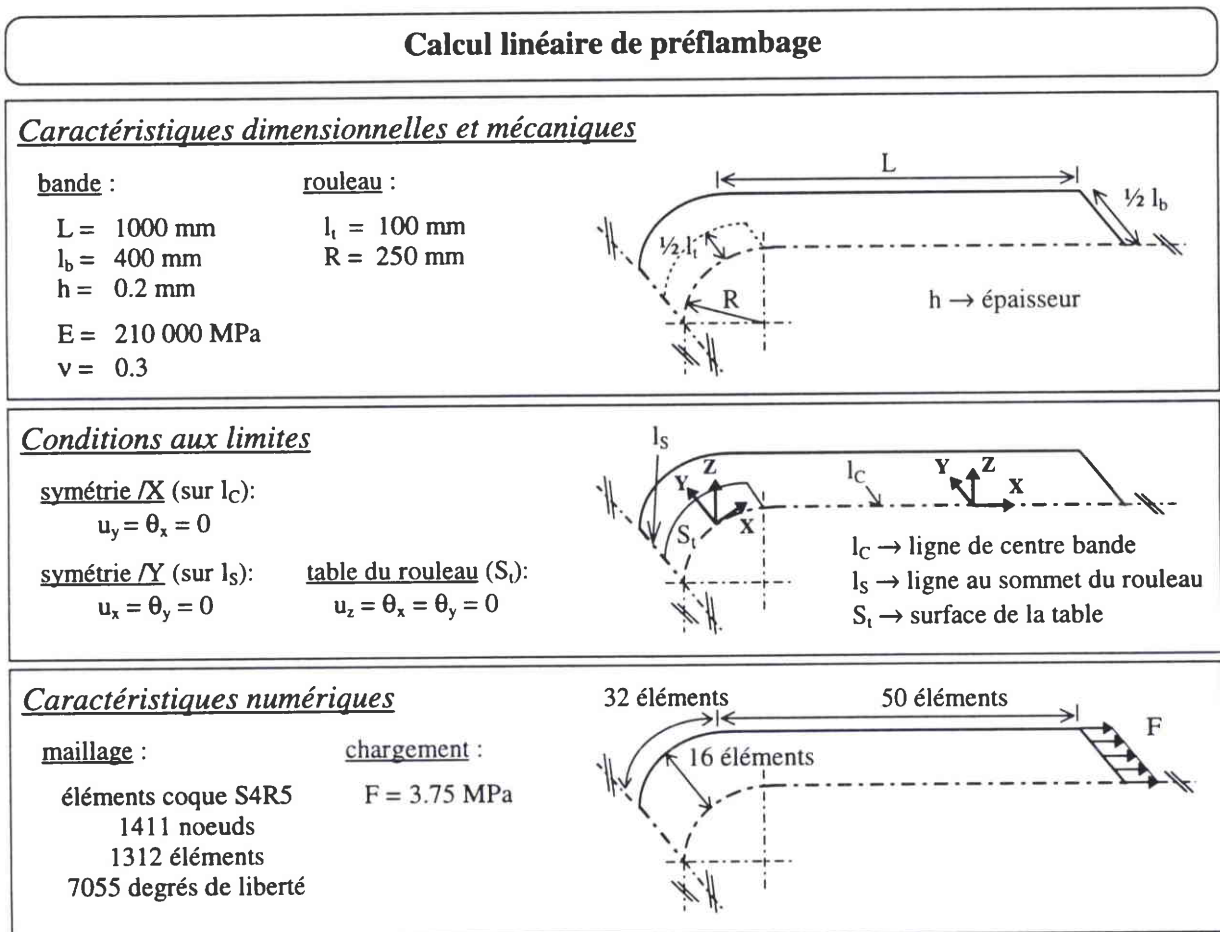 Calcul linéaire de préflambage
Caractéristiques dimensionnelles et mécaniques
bande :
L = 1000 mm
l_b = 400 mm
h = 0.2 mm
E = 210 000 MPa
ν = 0.3
rouleau :
l_t = 100 mm
R = 250 mm
L
½ l_b
½ l_t
R
h → épaisseur
Conditions aux limites
symétrie /X (sur l_C):
u_y = θ_x = 0
symétrie /Y (sur l_S):
u_x = θ_y = 0
table du rouleau (S_t):
u_z = θ_x = θ_y = 0
l_S
Z
Y
X
S_t
l_C
Y
Z
X
l_C → ligne de centre bande
l_S → ligne au sommet du rouleau
S_t → surface de la table
Caractéristiques numériques
maillage :
éléments coque S4R5
1411 noeuds
1312 éléments
7055 degrés de liberté
chargement :
F = 3.75 MPa
32 éléments
50 éléments
16 éléments
F